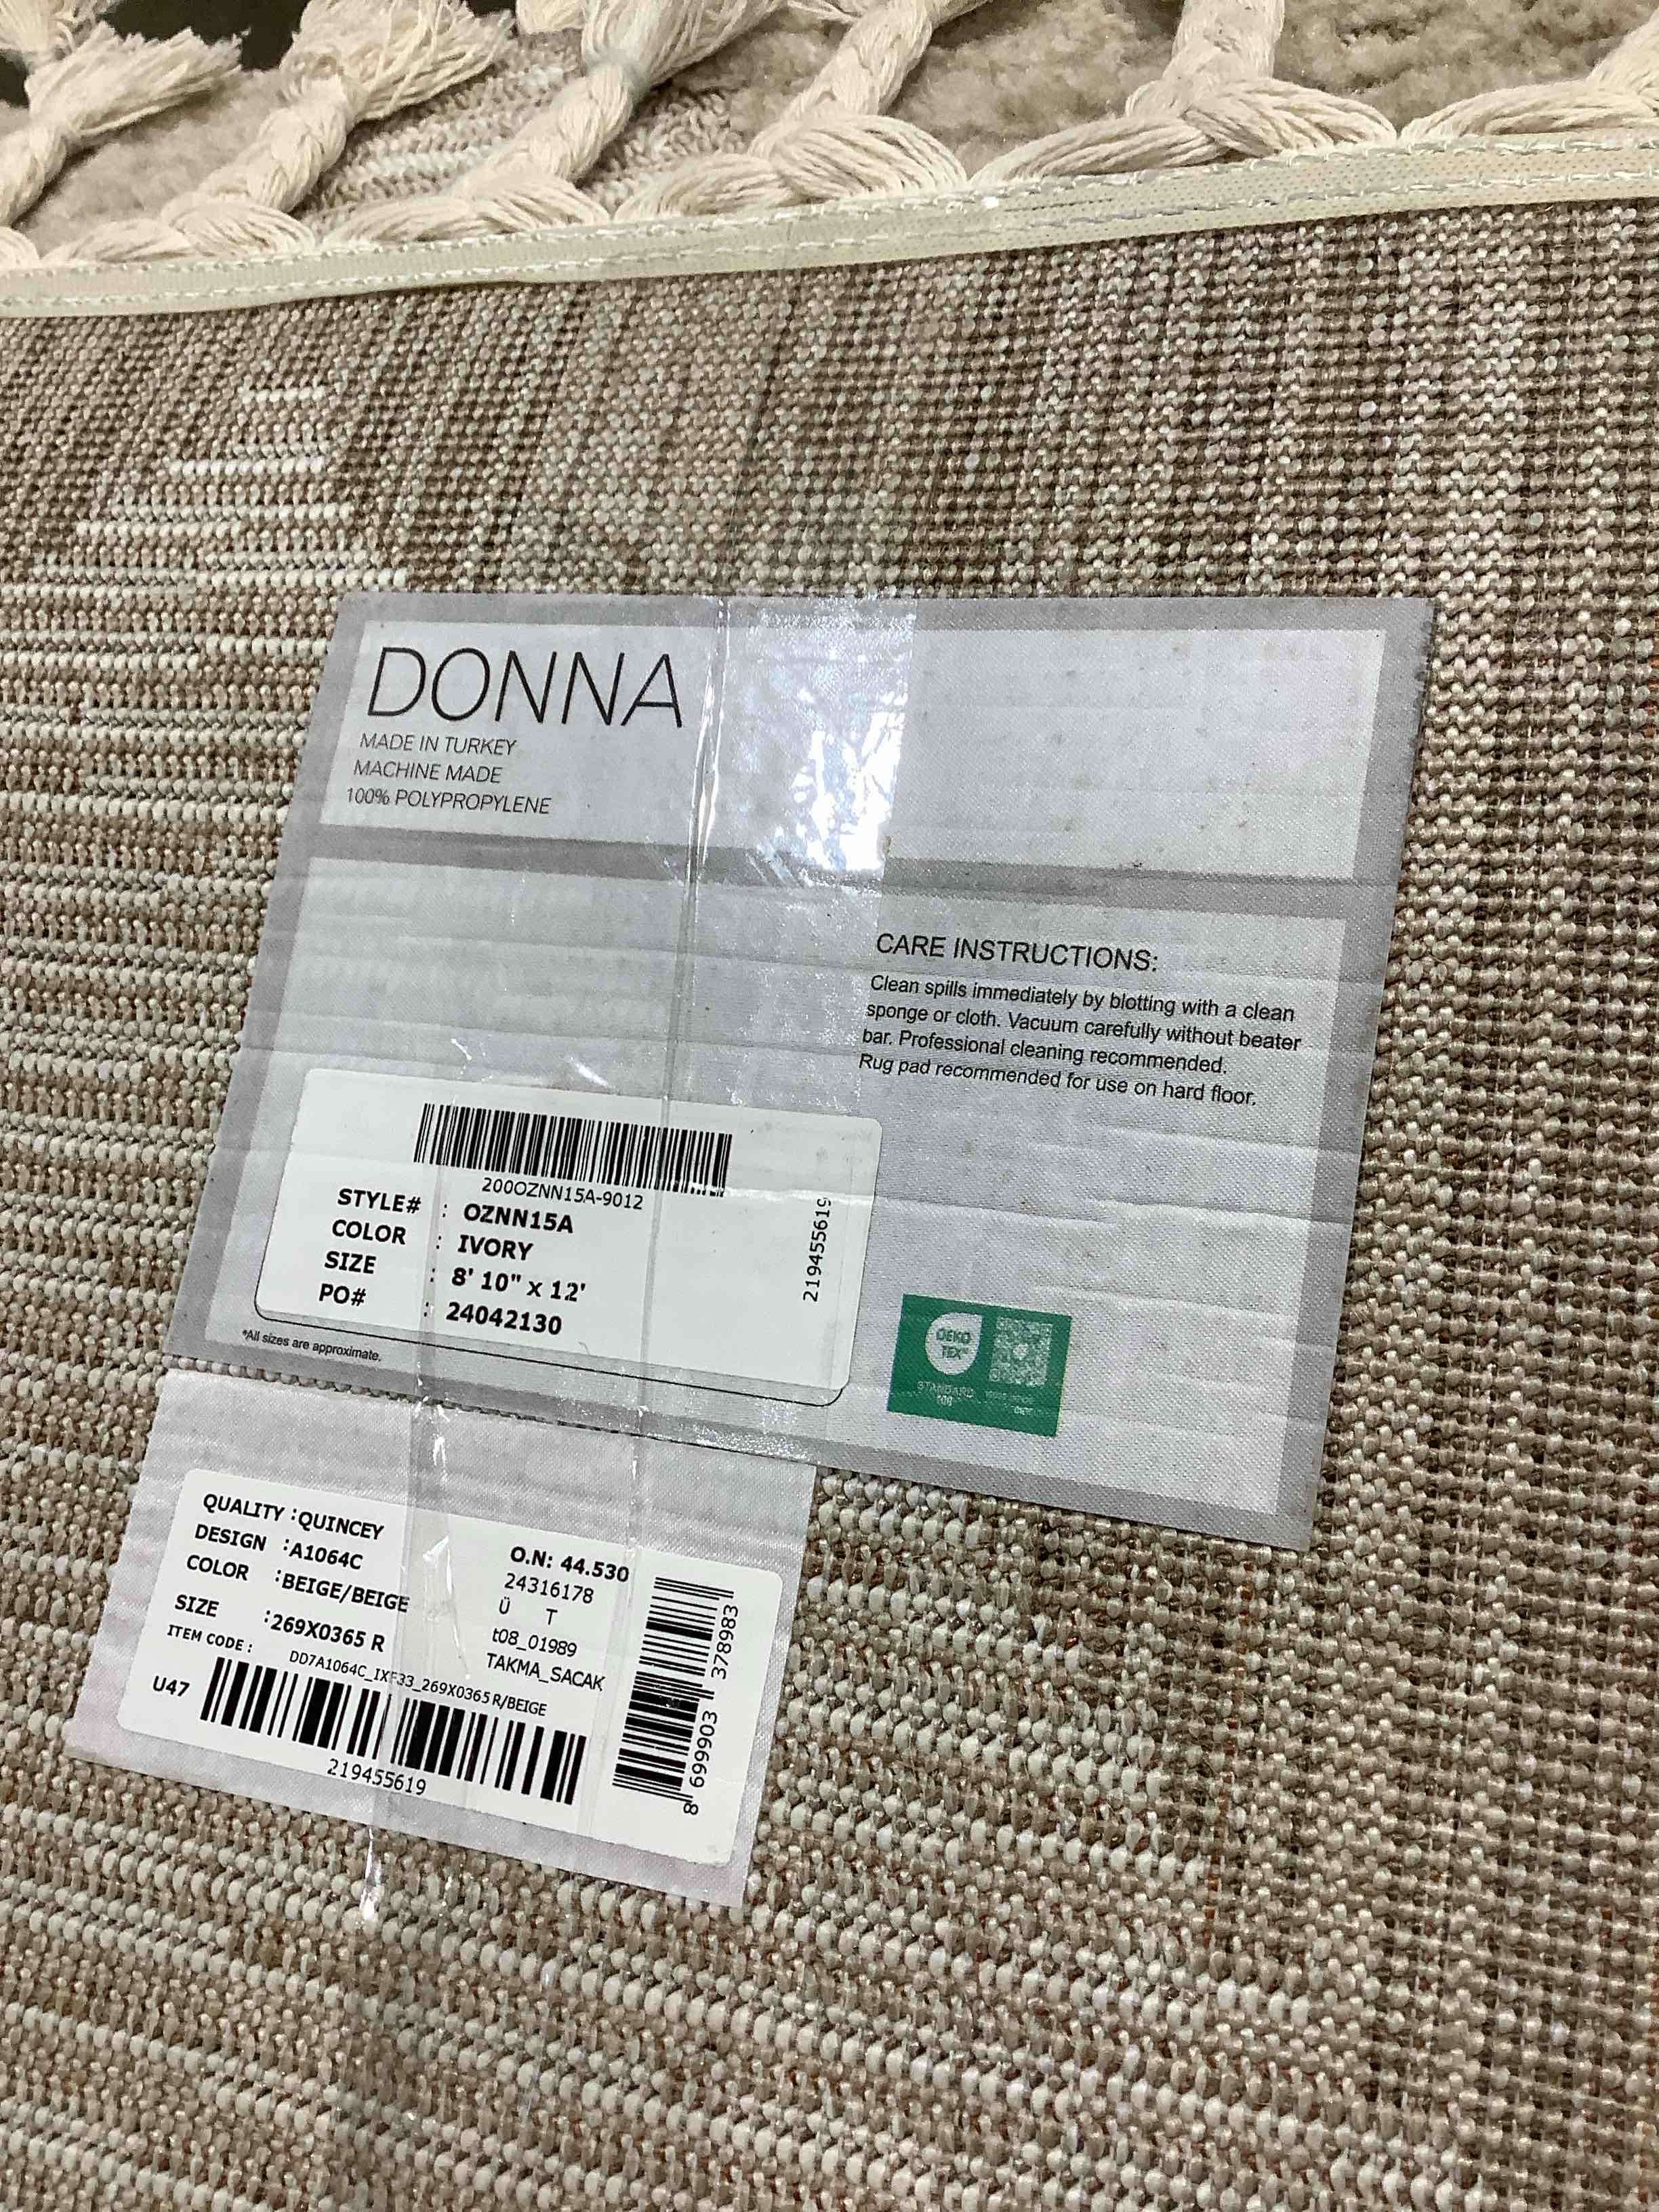 DONNA
MADE IN TURKEY
MACHINE MADE
100% POLYPROPYLENE
CARE INSTRUCTIONS:
Clean spills immediately by blotting with a clean
sponge or cloth. Vacuum carefully without beater
bar. Professional cleaning recommended.
Rug pad recommended for use on hard floor.
200OZNN15A-9012
STYLE# : OZNN15A
COLOR : IVORY
SIZE : 8' 10" x 12'
PO# : 24042130
219455619
*All sizes are approximate.
OEKO
TEX
STANDARD
100
QUALITY :QUINCEY
DESIGN :A1064C
COLOR :BEIGE/BEIGE
SIZE :269X0365 R
ITEM CODE :
DD7A1064C_IXF33_269X0365 R/BEIGE
U47
219455619
O.N: 44.530
24316178
Ü T
t08_01989
TAKMA_SACAK
8 699903 378983